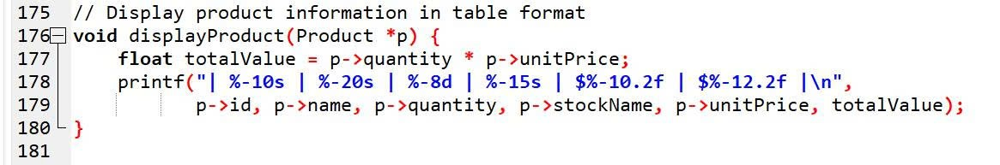 175 // Display product information in table format
176 void displayProduct(Product *p) {
177     float totalValue = p->quantity * p->unitPrice;
178     printf("| %-10s | %-20s | %-8d | %-15s | $%-10.2f | $%-12.2f |\n",
179            p->id, p->name, p->quantity, p->stockName, p->unitPrice, totalValue);
180 }
181